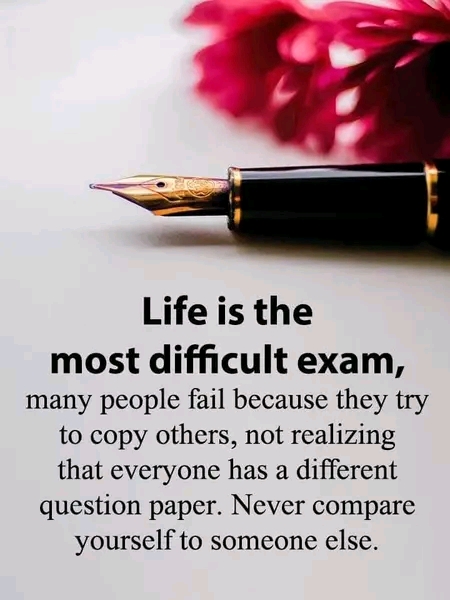 Life is the
most difficult exam,
many people fail because they try
to copy others, not realizing
that everyone has a different
question paper. Never compare
yourself to someone else.